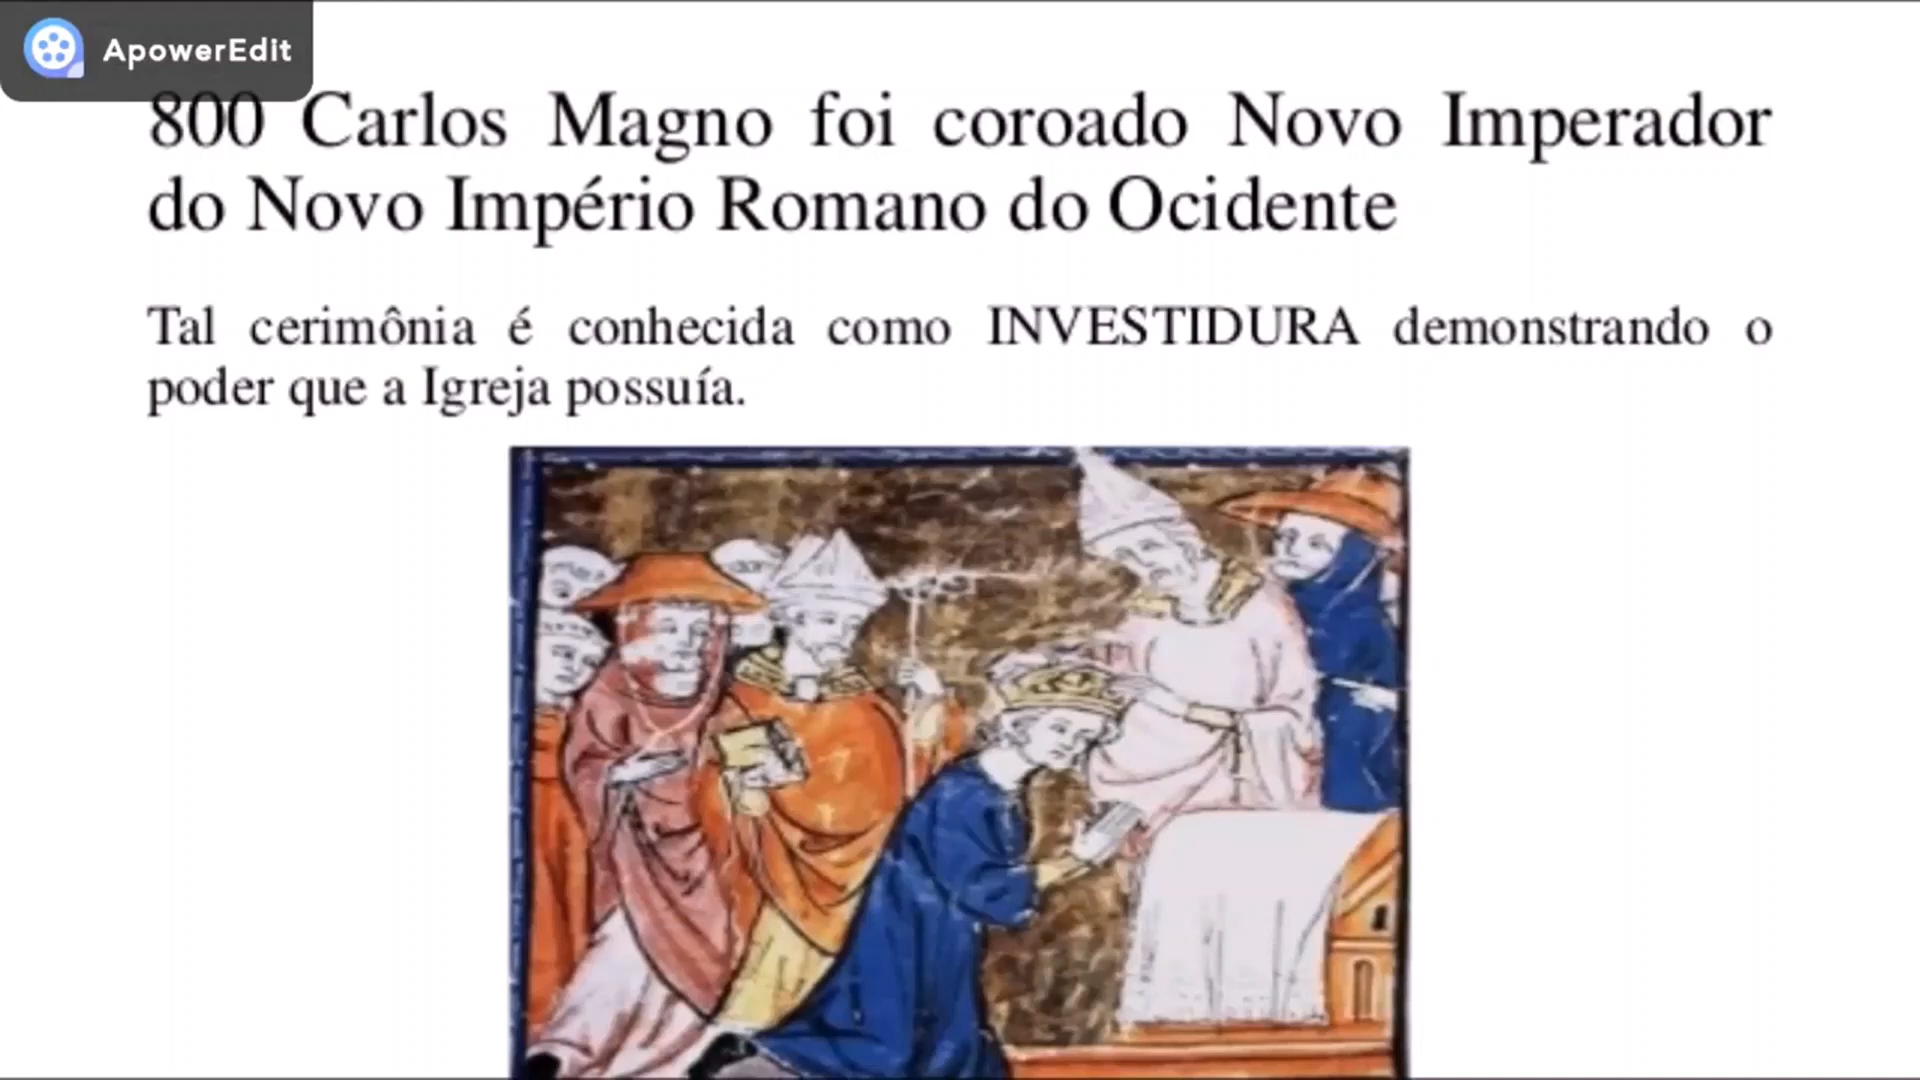 ApowerEdit
800 Carlos Magno foi coroado Novo Imperador
do Novo Império Romano do Ocidente
Tal cerimônia é conhecida como INVESTIDURA demonstrando o
poder que a Igreja possuía.